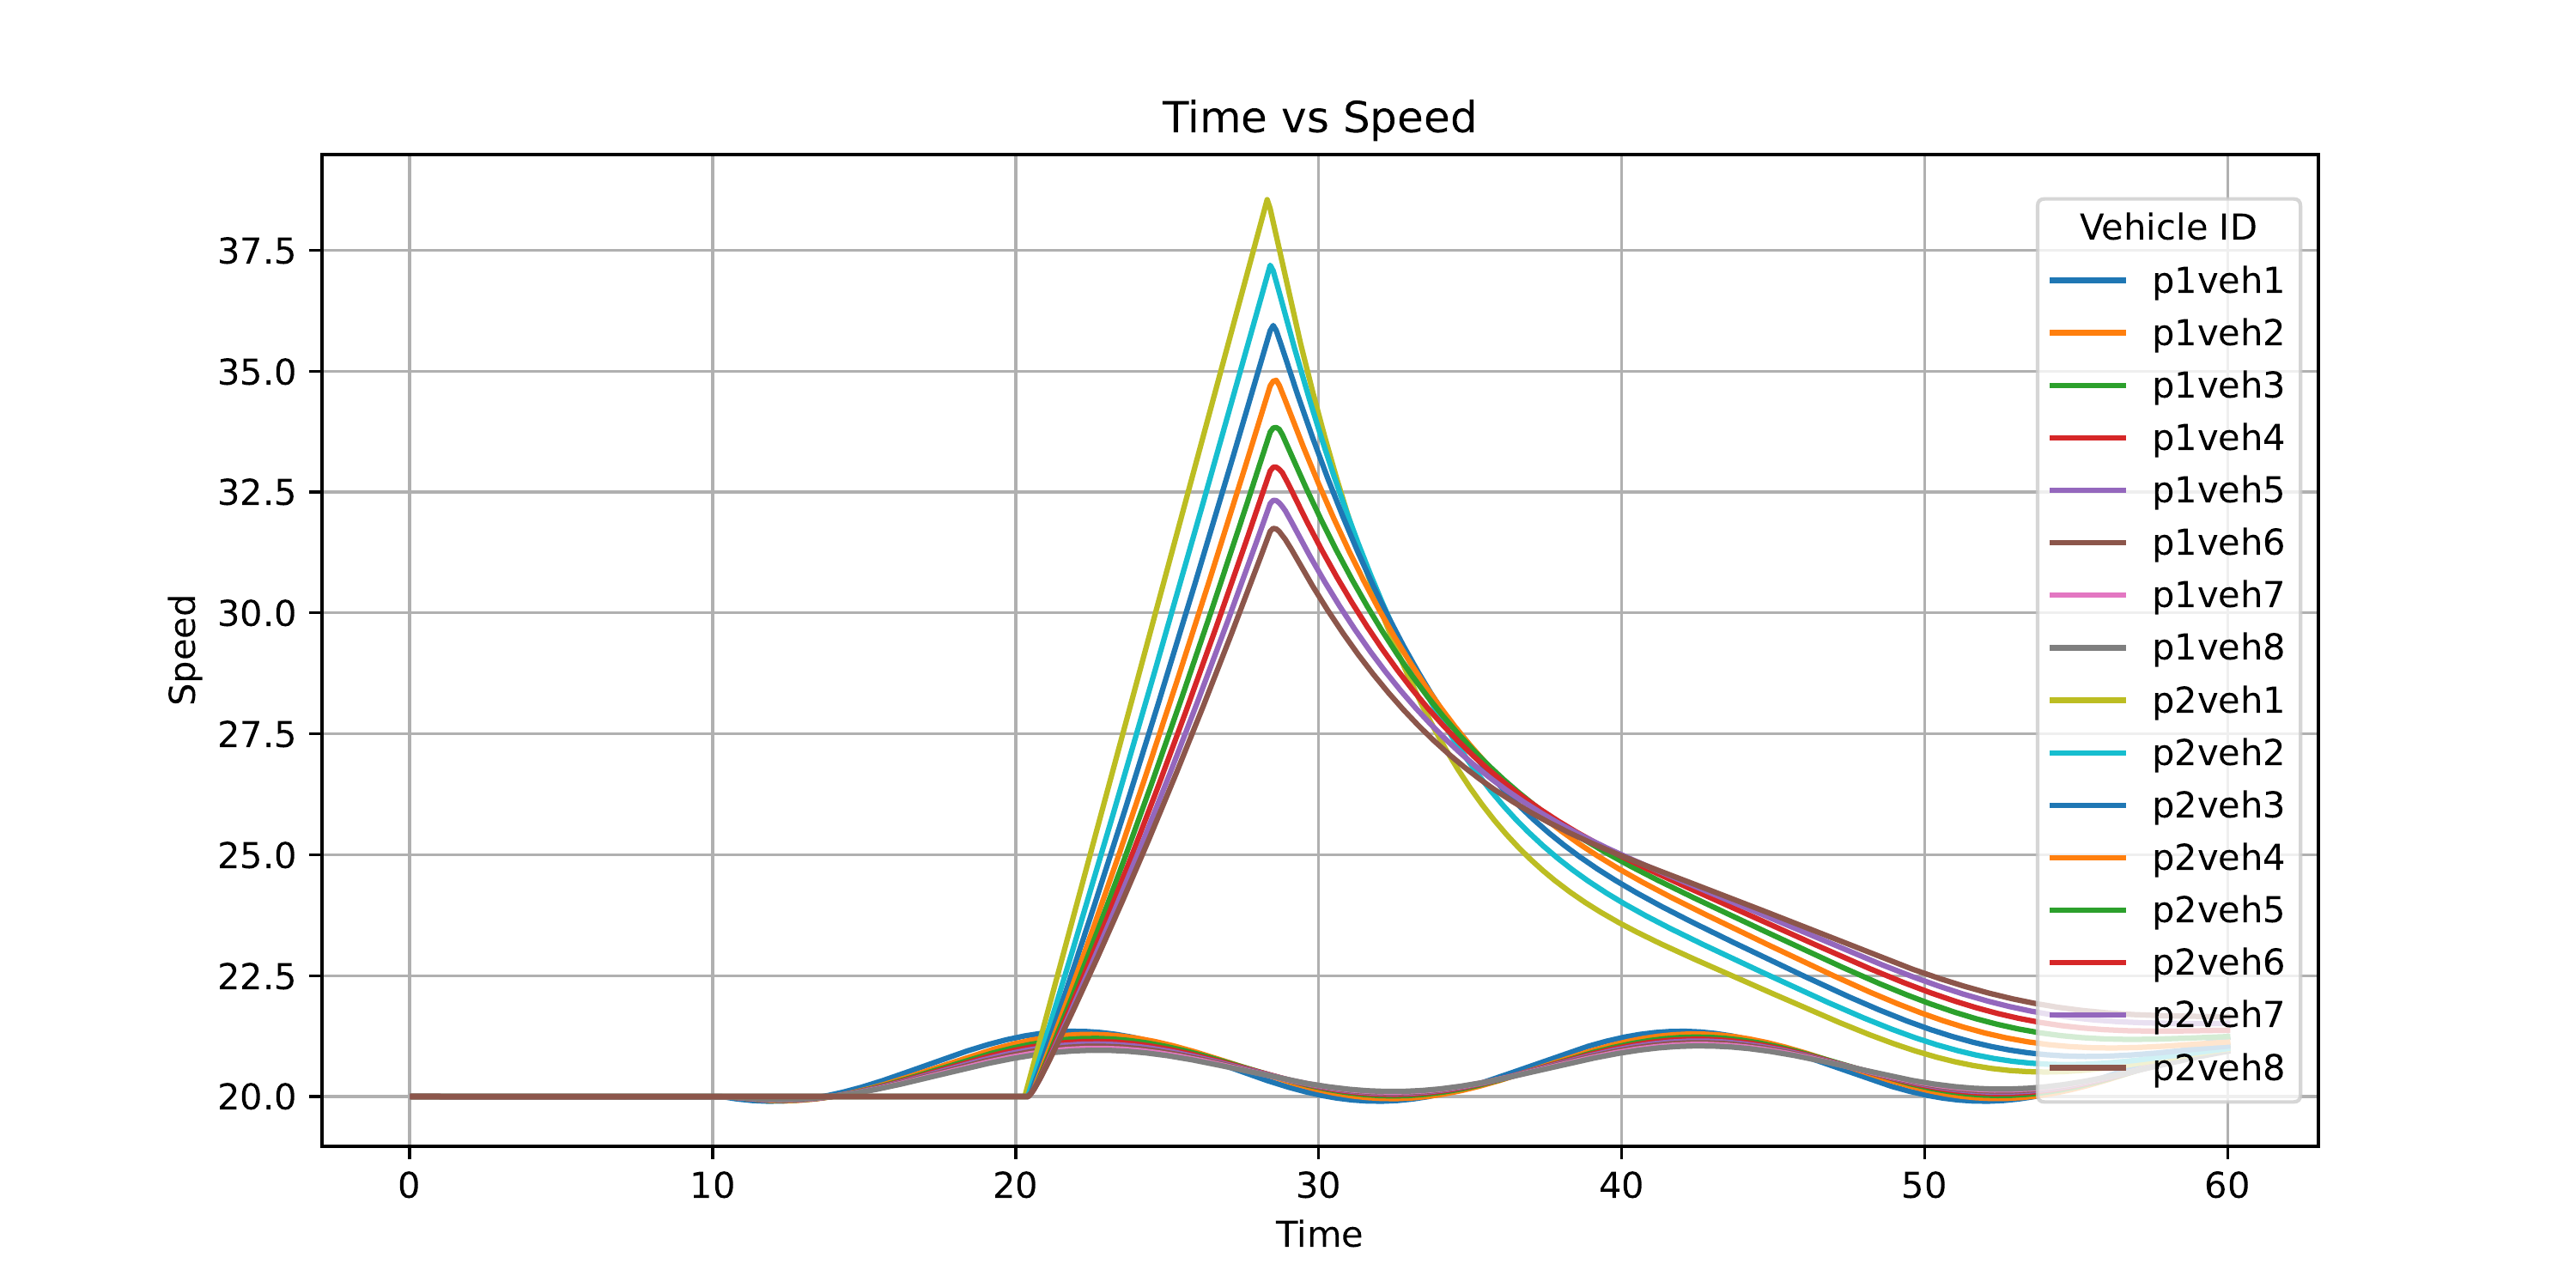 Time vs Speed
37.5
35.0
32.5
30.0
27.5
25.0
22.5
20.0
Speed
0 10 20 30 40 50 60
Time
Vehicle ID
p1veh1
p1veh2
p1veh3
p1veh4
p1veh5
p1veh6
p1veh7
p1veh8
p2veh1
p2veh2
p2veh3
p2veh4
p2veh5
p2veh6
p2veh7
p2veh8